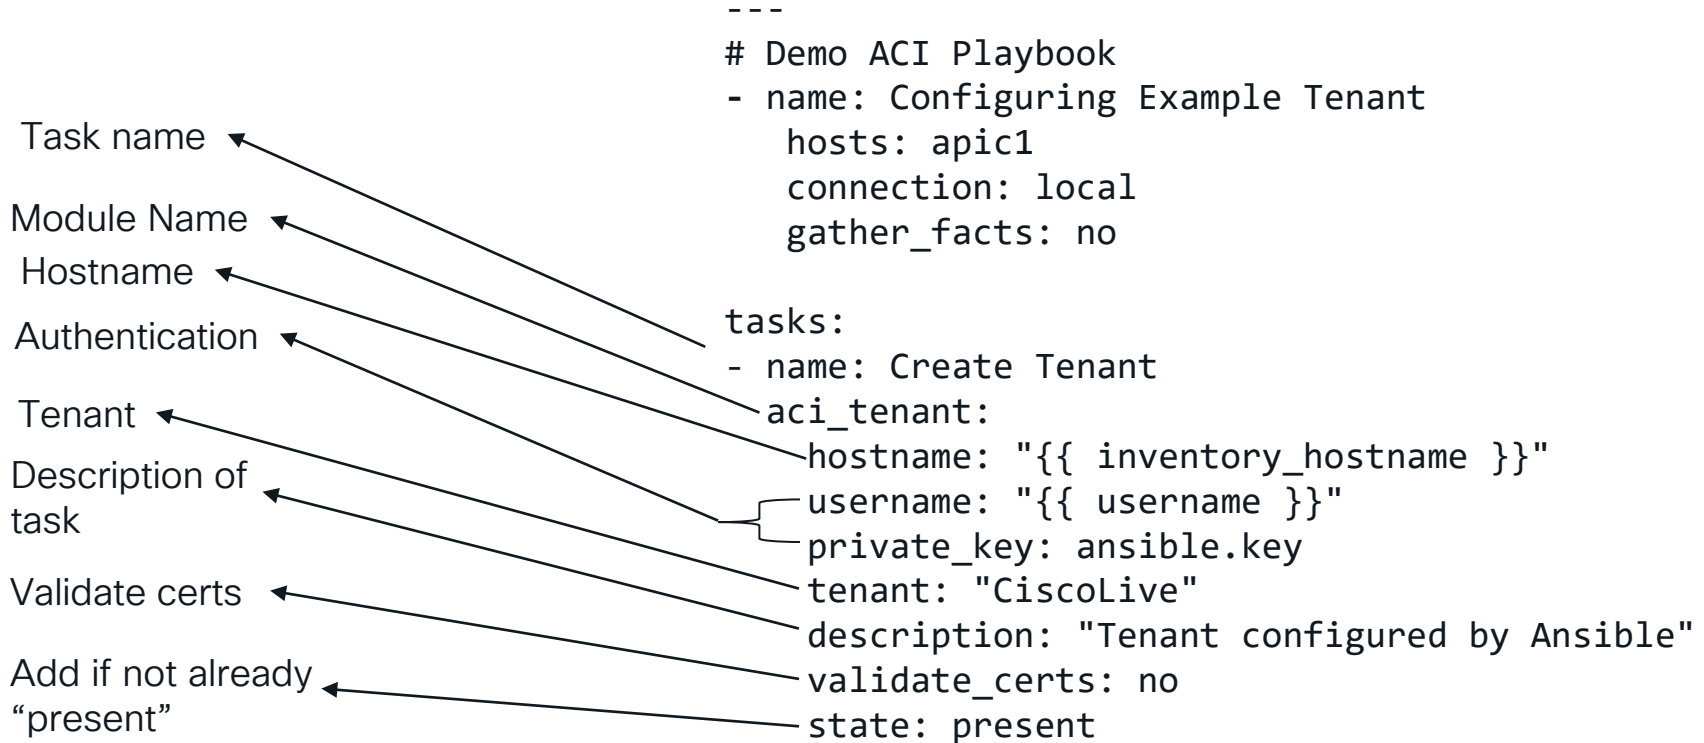 ---
# Demo ACI Playbook
- name: Configuring Example Tenant
hosts: apic1
connection: local
gather_facts: no
tasks:
- name: Create Tenant
aci_tenant:
hostname: "{{ inventory_hostname }}"
username: "{{ username }}"
private_key: ansible.key
tenant: "CiscoLive"
description: "Tenant configured by Ansible"
validate_certs: no
state: present
Task name
Module Name
Hostname
Authentication
Tenant
Description of
task
Validate certs
Add if not already
“present”